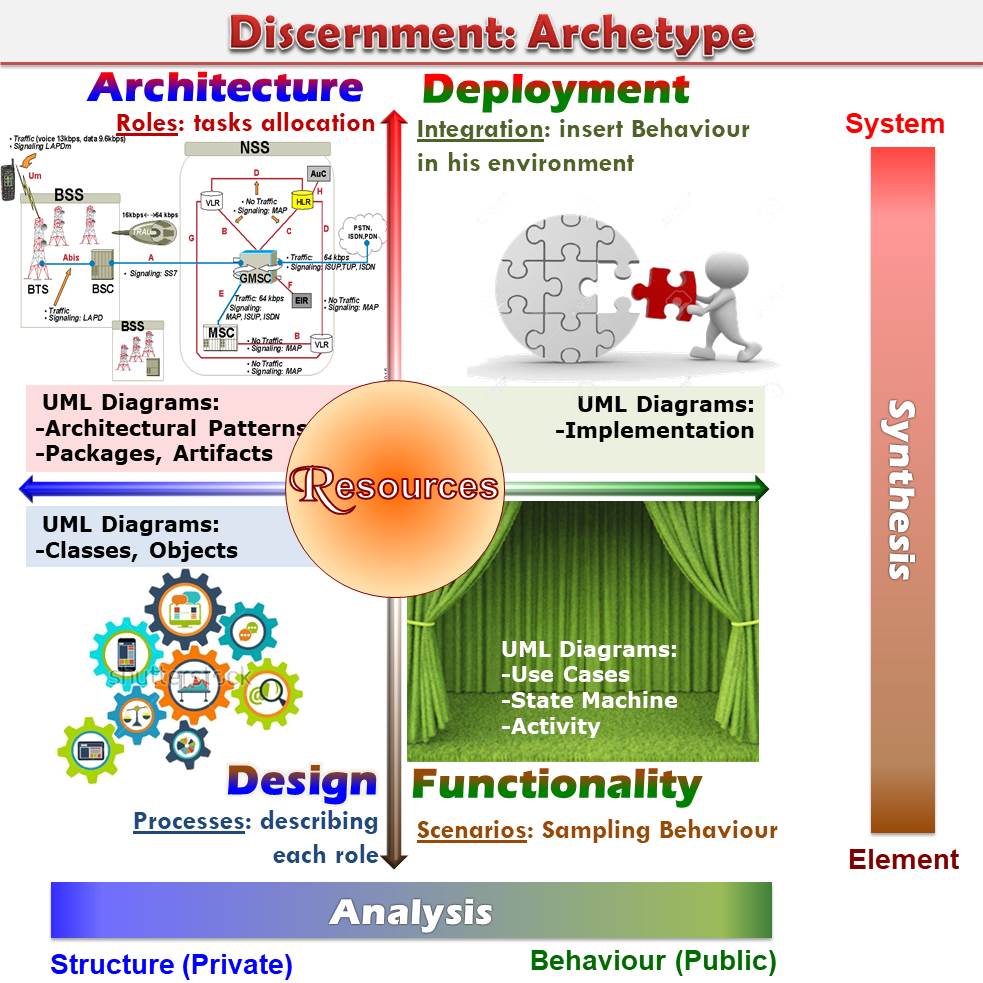 Discernment: Archetype
Architecture
Roles: tasks allocation
• Traffic (voice 13kbps, data 9.6kbps)
• Signaling LAPDm
Um
BSS
16kbps<-->64 kbps
TRAU
Abis
A
BTS
BSC
• Signaling: SS7
• Traffic
• Signaling: LAPD
BSS
NSS
AuC
D
H
VLR
HLR
• No Traffic
• Signaling: MAP
G
B
C
D
PSTN,
ISDN,PDN
• Traffic: 64 kbps
• Signaling: ISUP,TUP, ISDN
GMSC
E
F
EIR
Traffic: 64 kbps
Signaling:
MAP, ISUP, ISDN
• No Traffic
• Signaling: MAP
MSC
B
• No Traffic
• Signaling: MAP
VLR
• No Traffic
• Signaling: MAP
UML Diagrams:
-Architectural Patterns
-Packages, Artifacts
Deployment
Integration: insert Behaviour
in his environment
UML Diagrams:
-Implementation
Resources
UML Diagrams:
-Classes, Objects
shutterstock
Design
Processes: describing
each role
UML Diagrams:
-Use Cases
-State Machine
-Activity
Functionality
Scenarios: Sampling Behaviour
System
Synthesis
Element
Analysis
Structure (Private)
Behaviour (Public)